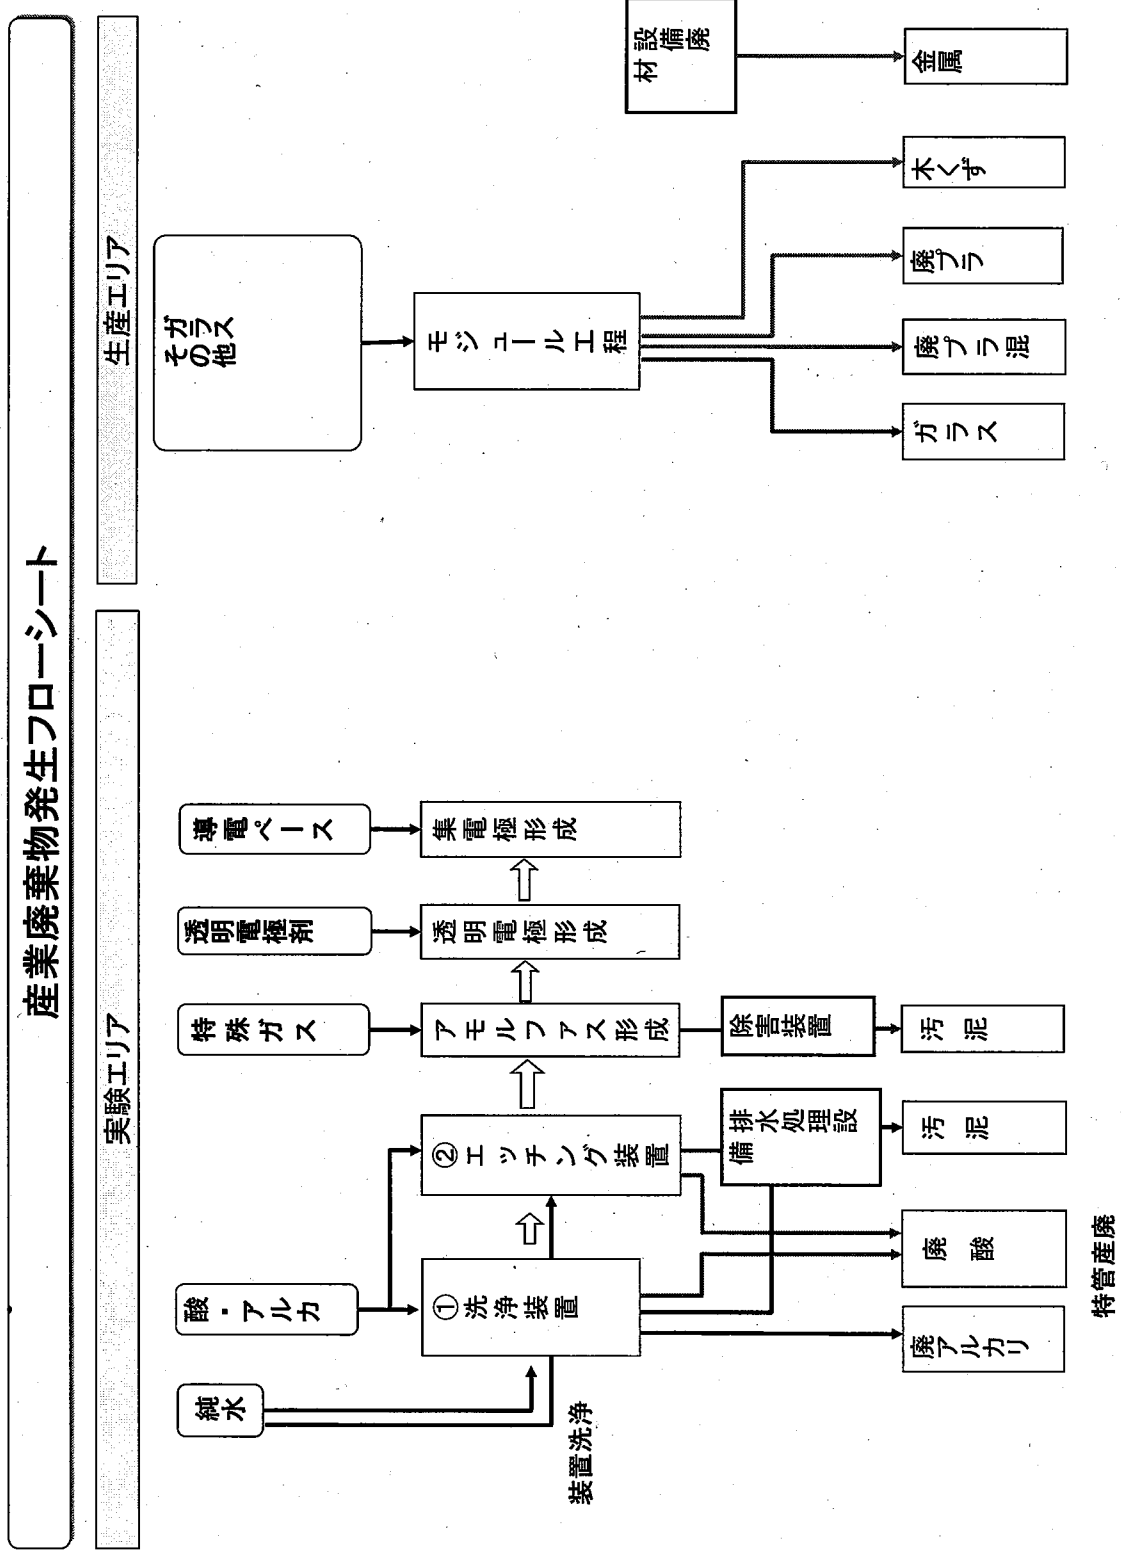 産業廃棄物発生フローシート
実験エリア
生産エリア
純水
酸・アルカ
特殊ガス
透明電極剤
導電ペース
ガラス
その他
①洗浄装置
②エッチング装置
アモルファス形成
透明電極形成
集電極形成
モジュール工程
装置洗浄
排水処理設
備
除害装置
設備廃
材
廃アルカリ
廃酸
汚泥
汚泥
ガラス
廃プラ混
廃プラ
木くず
金属
特管産廃